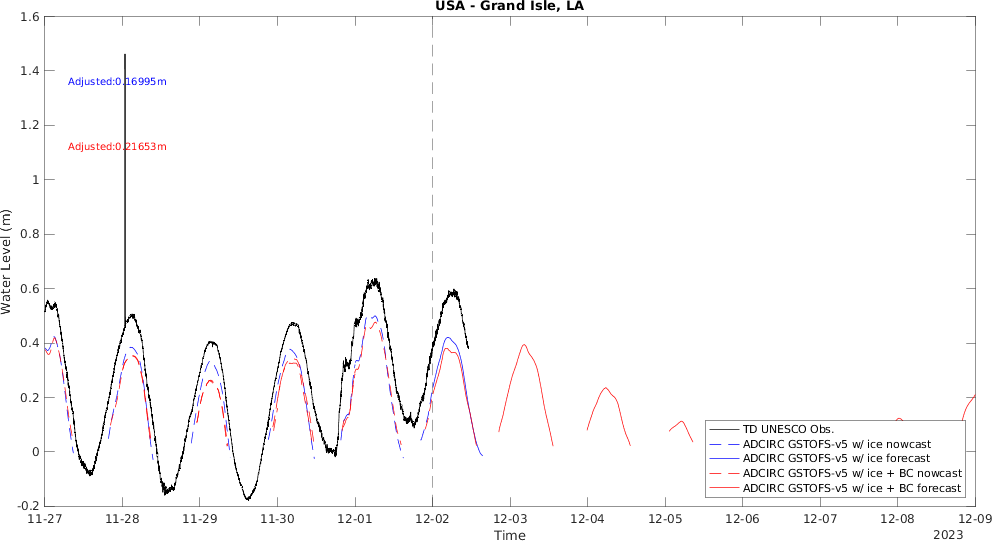 USA - Grand Isle, LA
1.6
1.4
1.2
1
0.8
0.6
0.4
0.2
0
-0.2
Water Level (m)
Adjusted:0.16995m
Adjusted:0.21653m
TD UNESCO Obs.
ADCIRC GSTOFS-v5 w/ ice nowcast
ADCIRC GSTOFS-v5 w/ ice forecast
ADCIRC GSTOFS-v5 w/ ice + BC nowcast
ADCIRC GSTOFS-v5 w/ ice + BC forecast
11-27 11-28 11-29 11-30 12-01 12-02 12-03 12-04 12-05 12-06 12-07 12-08 12-09
Time
2023